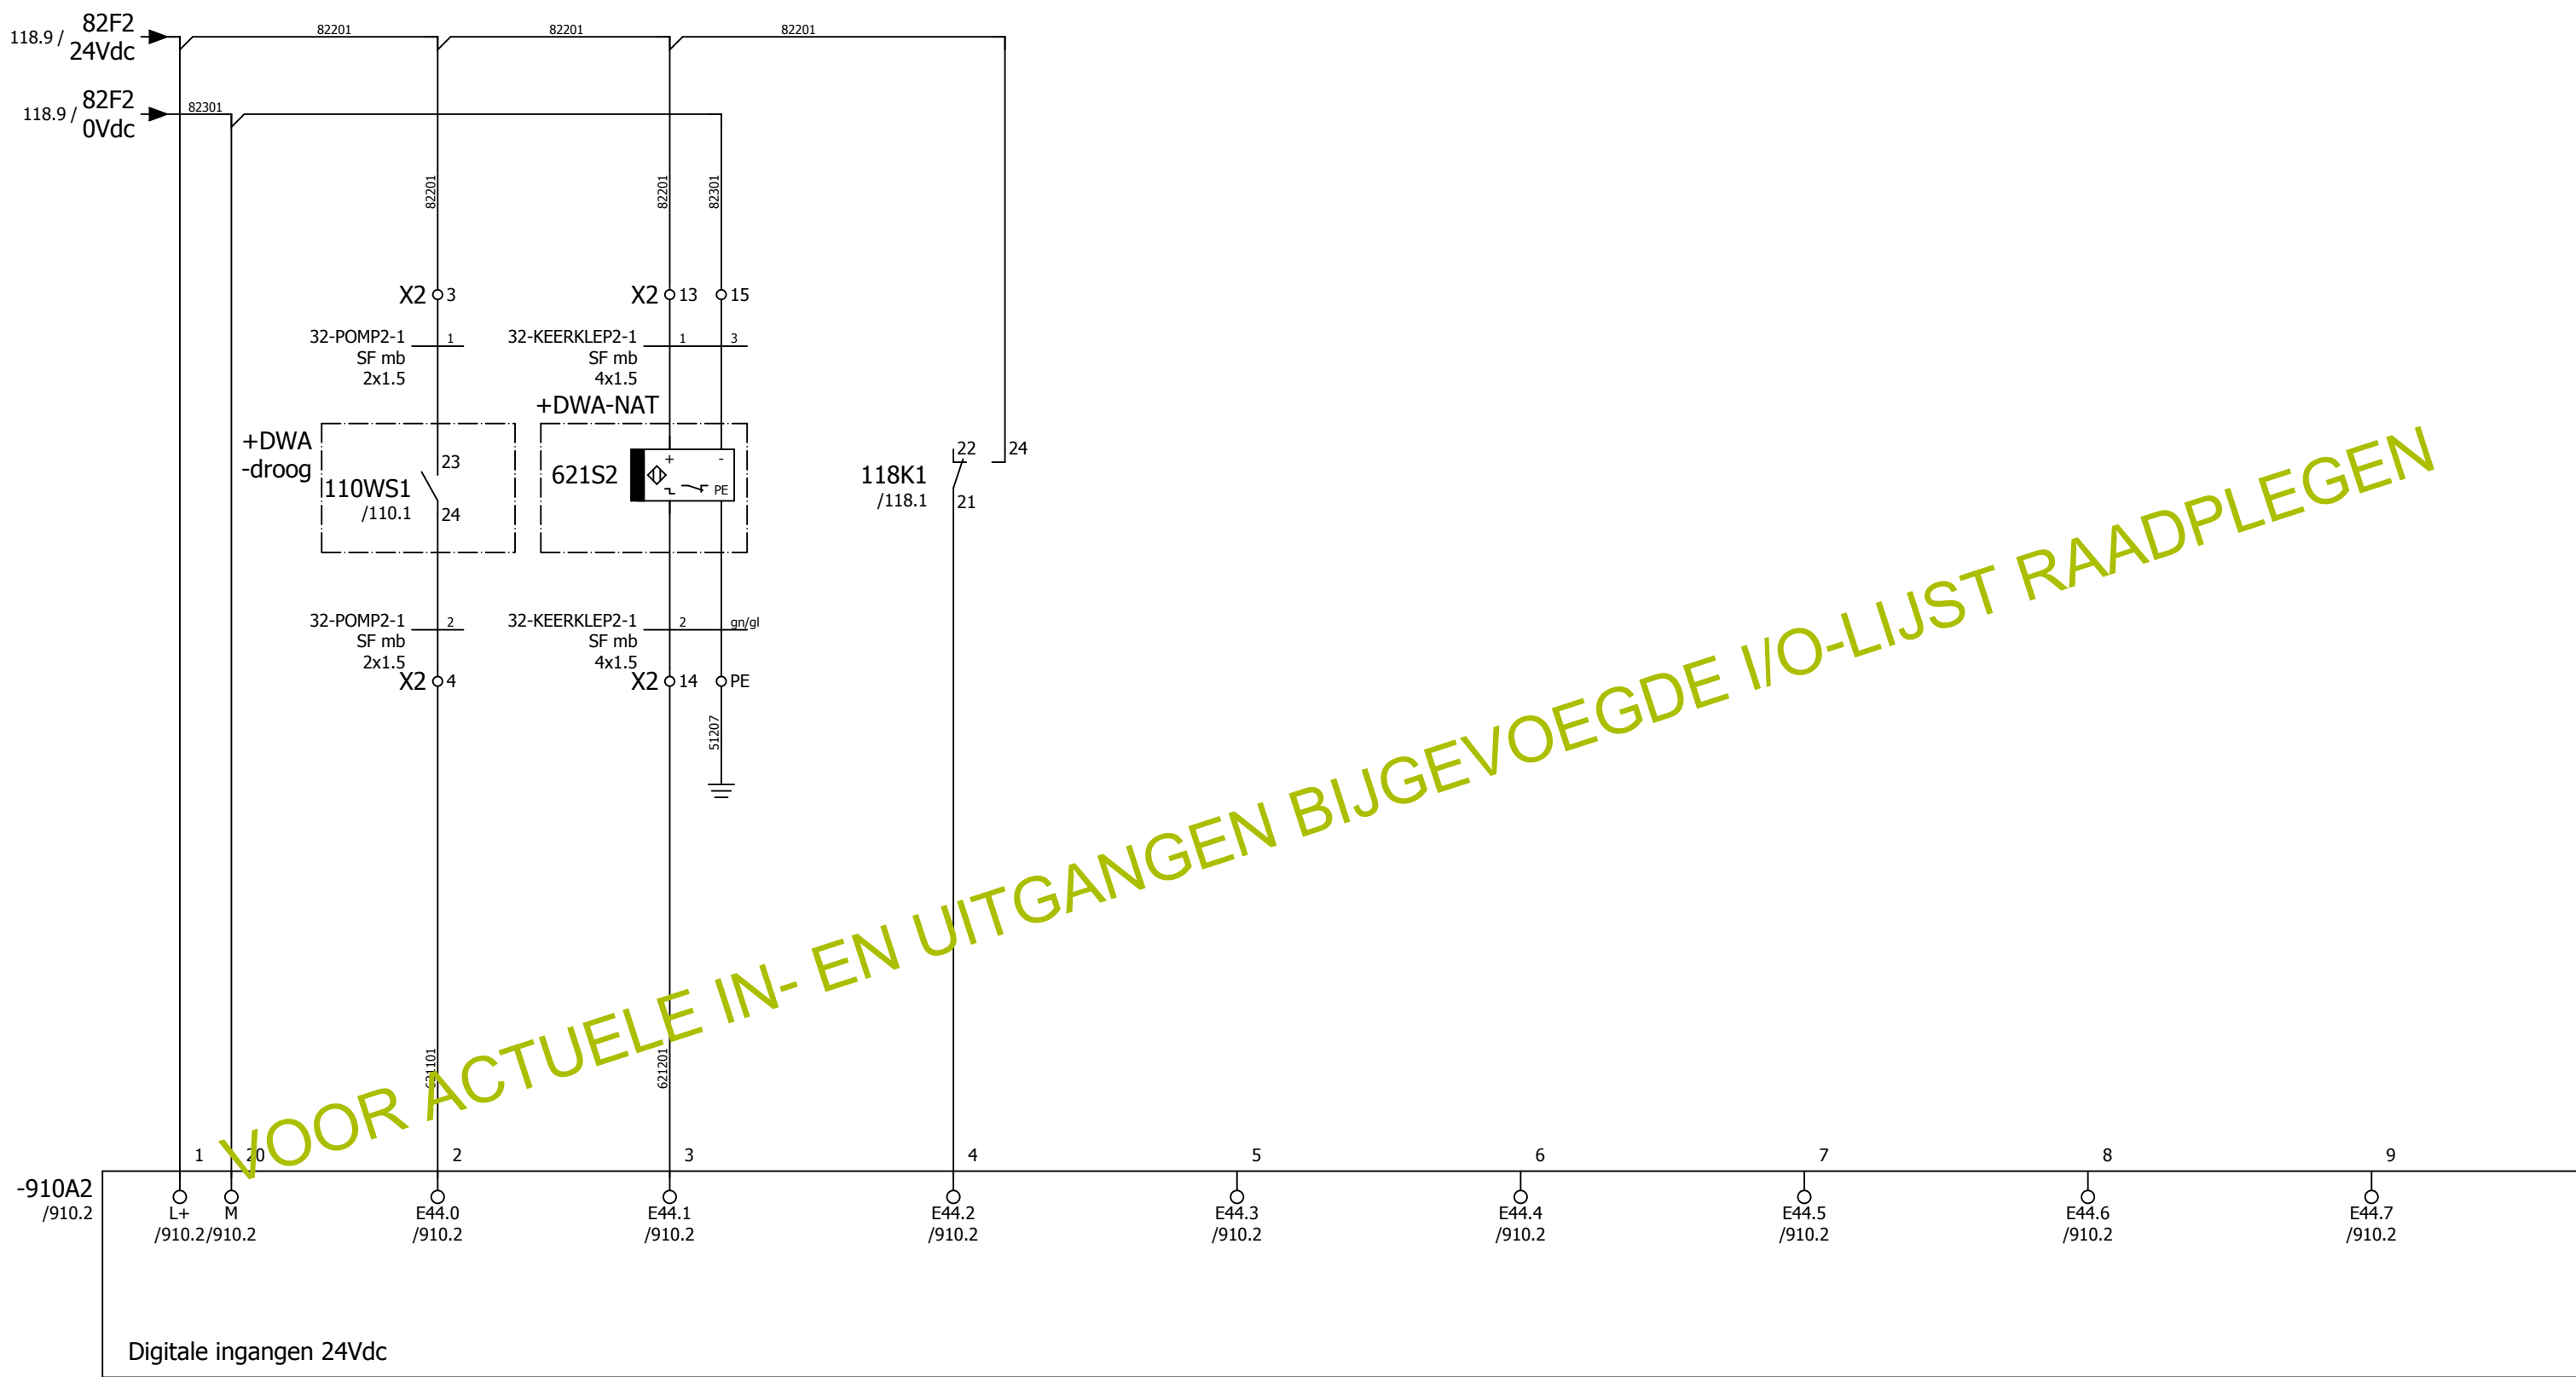 82F2
118.9 /
24Vdc
82201
82201
82201
82F2
118.9 /
0Vdc
82301
82201
82201
82301
X2 3
X2 13
15
32-POMP2-1
SF mb
2x1.5
1
32-KEERKLEP2-1
SF mb
4x1.5
1
3
+DWA
-droog
+DWA-NAT
110WS1
/110.1
23
24
621S2
+
-
PE
118K1
/118.1
22
24
21
32-POMP2-1
SF mb
2x1.5
2
32-KEERKLEP2-1
SF mb
4x1.5
2
gn/gl
X2 4
X2 14
PE
51207
621101
621201
VOOR ACTUELE IN- EN UITGANGEN BIJGEVOEGDE I/O-LIJST RAADPLEGEN
1
20
2
3
4
5
6
7
8
9
-910A2
/910.2
L+
/910.2
M
/910.2
E44.0
/910.2
E44.1
/910.2
E44.2
/910.2
E44.3
/910.2
E44.4
/910.2
E44.5
/910.2
E44.6
/910.2
E44.7
/910.2
Digitale ingangen 24Vdc